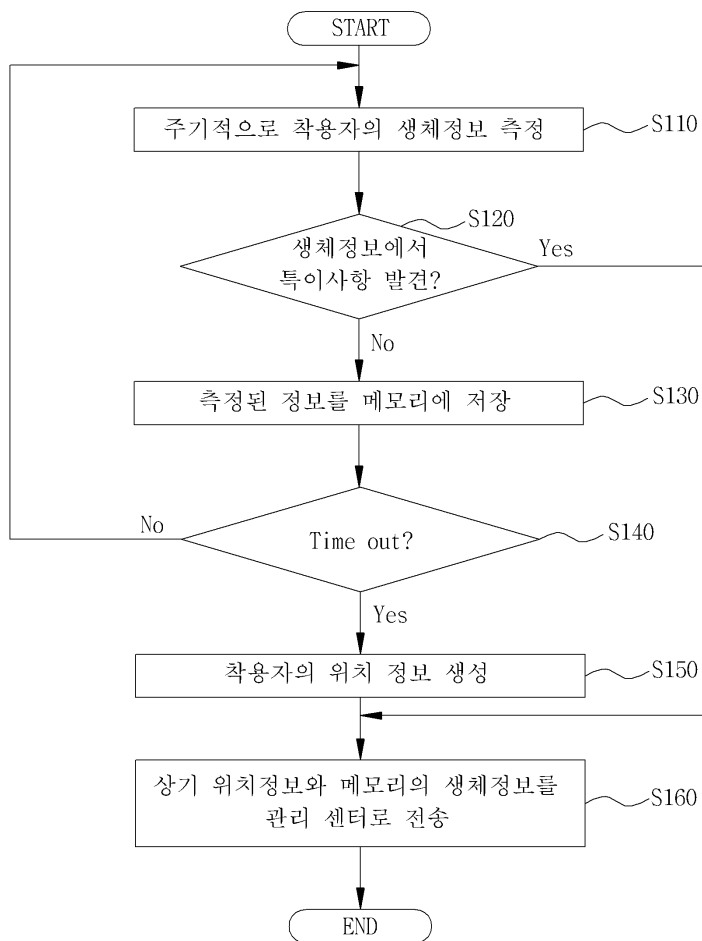 START
주기적으로 착용자의 생체정보 측정
S110
S120
생체정보에서
특이사항 발견?
Yes
No
측정된 정보를 메모리에 저장
S130
No
Time out?
S140
Yes
착용자의 위치 정보 생성
S150
상기 위치정보와 메모리의 생체정보를
관리 센터로 전송
S160
END